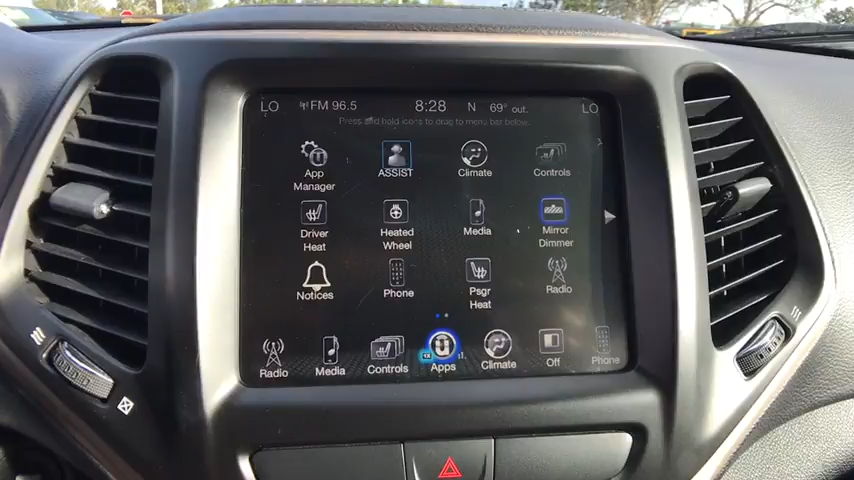 LO FM 96.5 8:28 N 69° out. LO
Press and hold icons to drag to menu bar below.
App Manager
ASSIST
Climate
Controls
Driver Heat
Heated Wheel
Media
Mirror Dimmer
Notices
Phone
Psgr Heat
Radio
Radio
Media
Controls
1X
Apps
Climate
Off
Phone